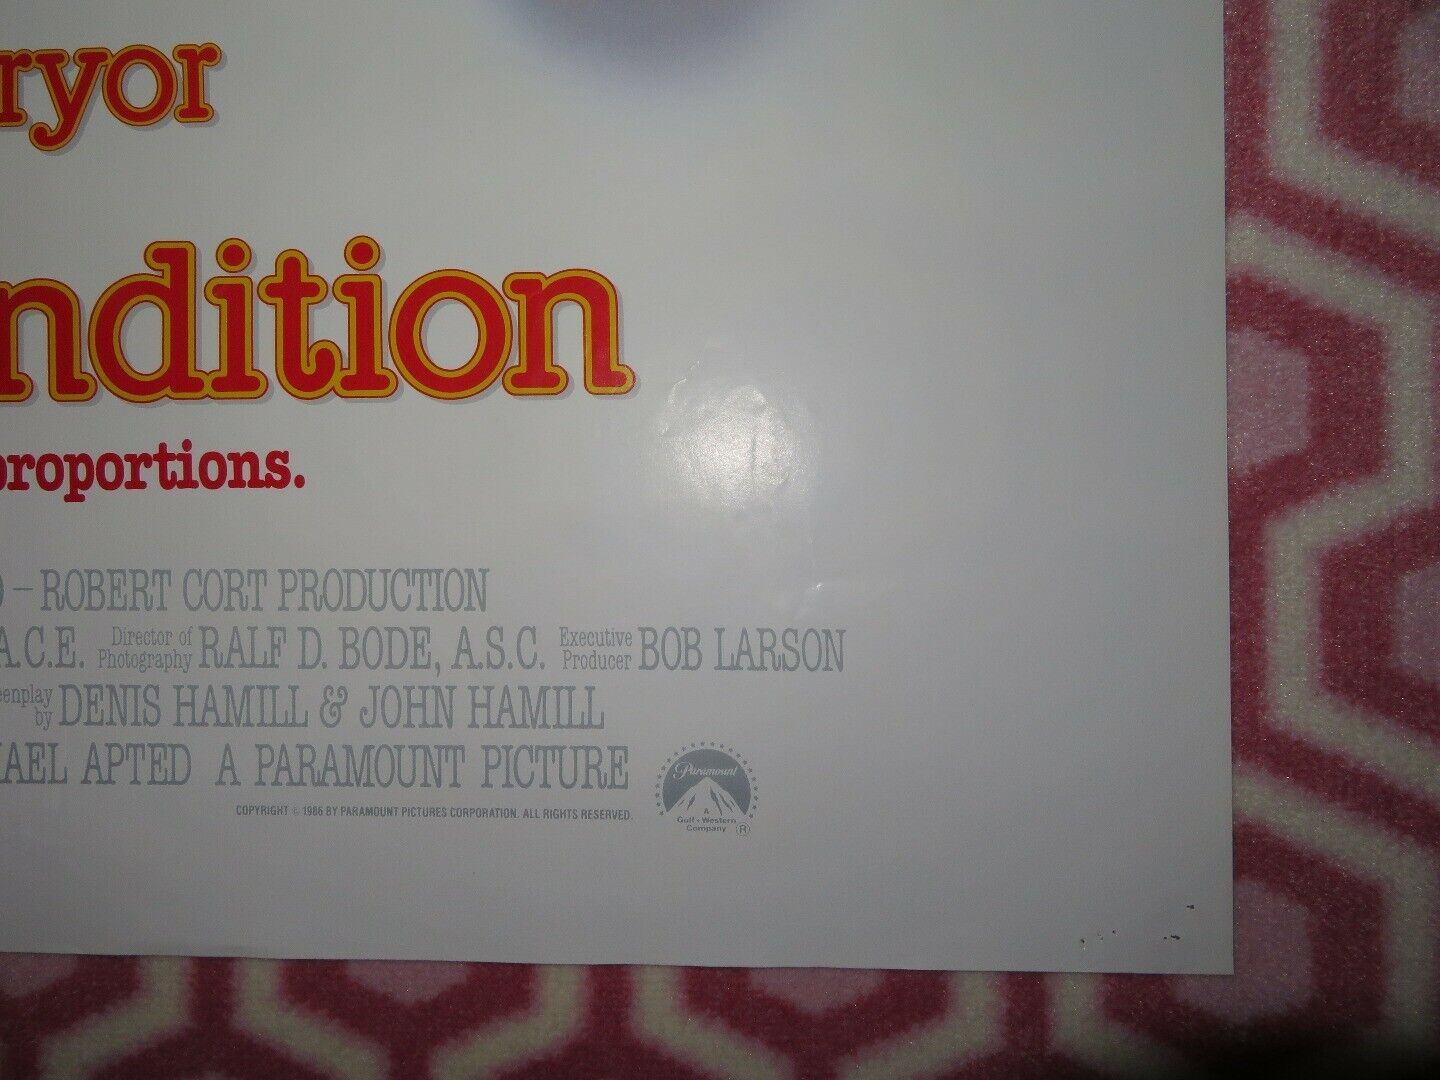 ryor
ndition
proportions.
– ROBERT CORT PRODUCTION
A.C.E. Director of Photography RALF D. BODE, A.S.C. Executive Producer BOB LARSON
enplay by DENIS HAMILL & JOHN HAMILL
AEL APTED A PARAMOUNT PICTURE
COPYRIGHT © 1986 BY PARAMOUNT PICTURES CORPORATION. ALL RIGHTS RESERVED.
Paramount
A
Gulf + Western
Company ®